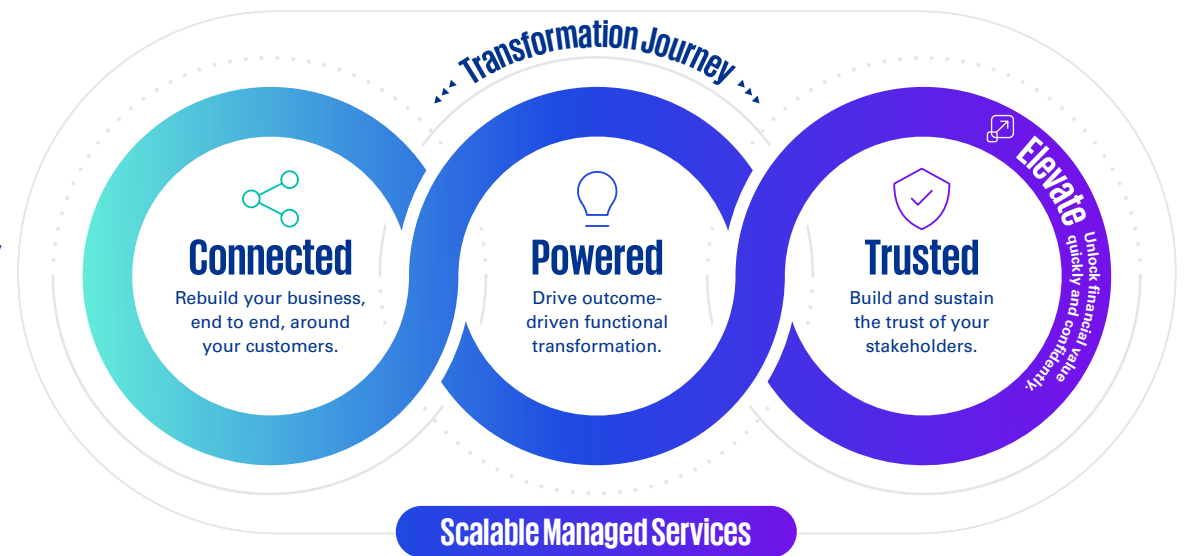 Transformation Journey
Connected
Rebuild your business,
end to end, around
your customers.
Powered
Drive outcome-
driven functional
transformation.
Trusted
Build and sustain
the trust of your
stakeholders.
Elevate
Unlock financial value
quickly and confidently.
Scalable Managed Services